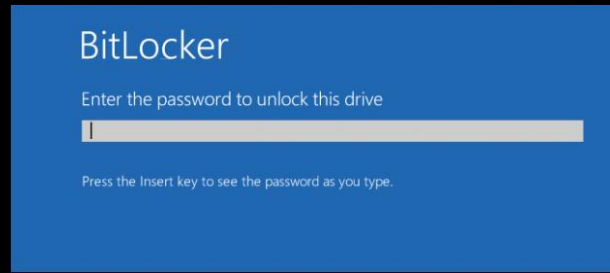 BitLocker
Enter the password to unlock this drive
Press the Insert key to see the password as you type.